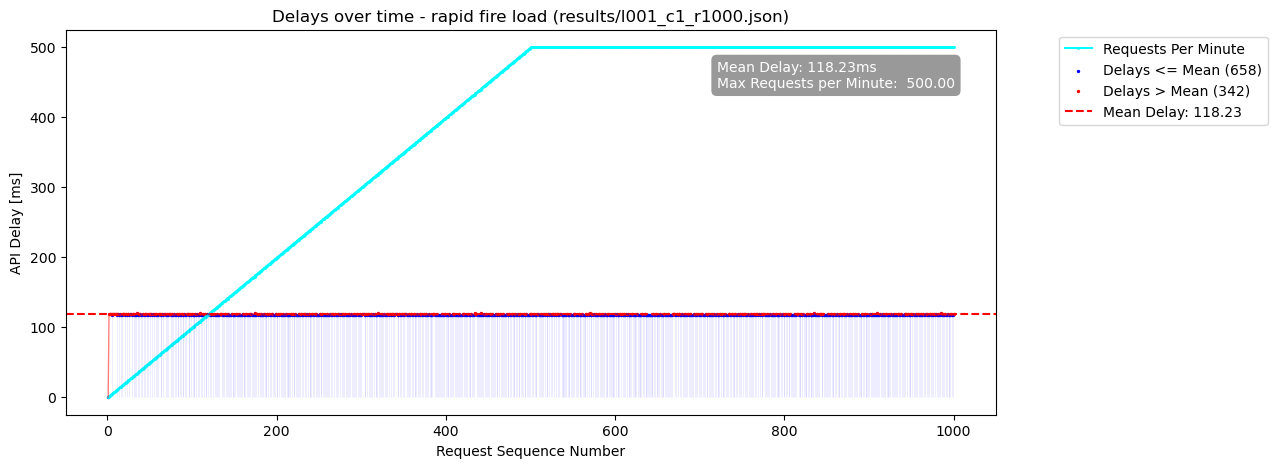 Delays over time - rapid fire load (results/l001_c1_r1000.json)
Requests Per Minute
Delays <= Mean (658)
Delays > Mean (342)
Mean Delay: 118.23
Mean Delay: 118.23ms
Max Requests per Minute:  500.00
API Delay [ms]
500
400
300
200
100
0
0
200
400
600
800
1000
Request Sequence Number